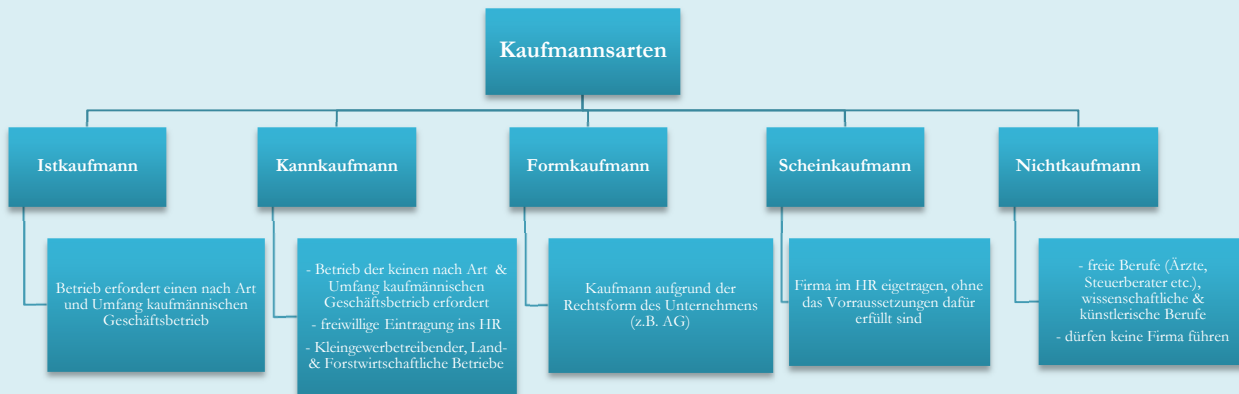 Kaufmannsarten
Istkaufmann
Kannkaufmann
Formkaufmann
Scheinkaufmann
Nichtkaufmann
Betrieb erfordert einen nach Art
und Umfang kaufmännischen
Geschäftsbetrieb
- Betrieb der keinen nach Art &
Umfang kaufmännischen
Geschäftsbetrieb erfordert
- freiwillige Eintragung ins HR
- Kleingewerbetreibender, Land-
& Forstwirtschaftliche Betriebe
Kaufmann aufgrund der
Rechtsform des Unternehmens
(z.B. AG)
Firma im HR eigetragen, ohne
das Vorraussetzungen dafür
erfüllt sind
- freie Berufe (Ärzte,
Steuerberater etc.),
wissenschaftliche &
künstlerische Berufe
- dürfen keine Firma führen